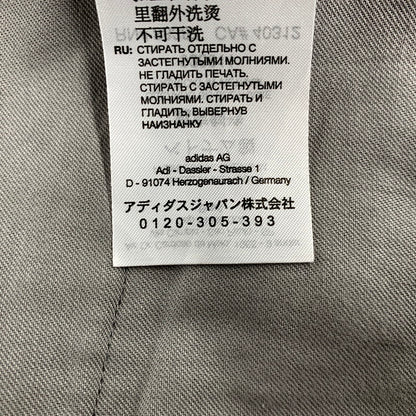 里翻外洗烫
不可干洗
RU: СТИРАТЬ ОТДЕЛЬНО С
ЗАСТЕГНУТЫМИ МОЛНИЯМИ.
НЕ ГЛАДИТЬ ПЕЧАТЬ.
СТИРАТЬ С ЗАСТЕГНУТЫМИ
МОЛНИЯМИ. СТИРАТЬ И
ГЛАДИТЬ, ВЫВЕРНУВ
НАИЗНАНКУ
adidas AG
Adi - Dassler - Strasse 1
D - 91074 Herzogenaurach / Germany
アディダスジャパン株式会社
0120-305-393